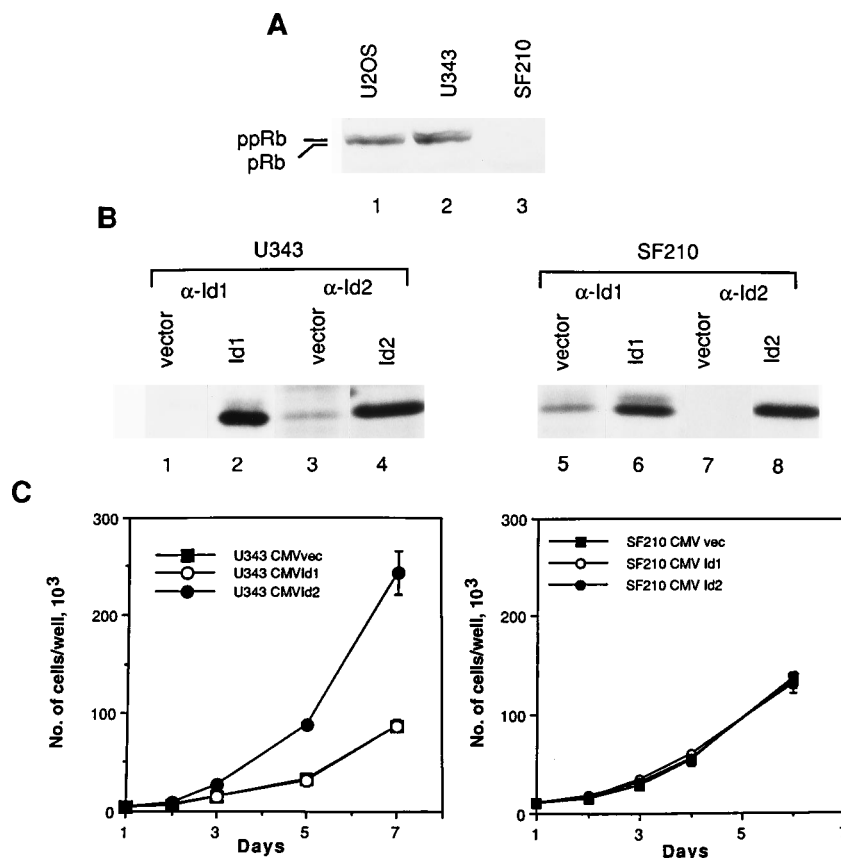 A
U2OS
U343
SF210
ppRb
pRb
1 2 3
B
U343
α-Id1 α-Id2
vector Id1 vector Id2
1 2 3 4
SF210
α-Id1 α-Id2
vector Id1 vector Id2
5 6 7 8
C
300
200
100
0
No. of cells/well, 10³
U343 CMVvec
U343 CMVId1
U343 CMVId2
1 3 5 7
Days
300
200
100
0
No. of cells/well, 10³
SF210 CMV vec
SF210 CMV Id1
SF210 CMV Id2
1 3 5 7
Days